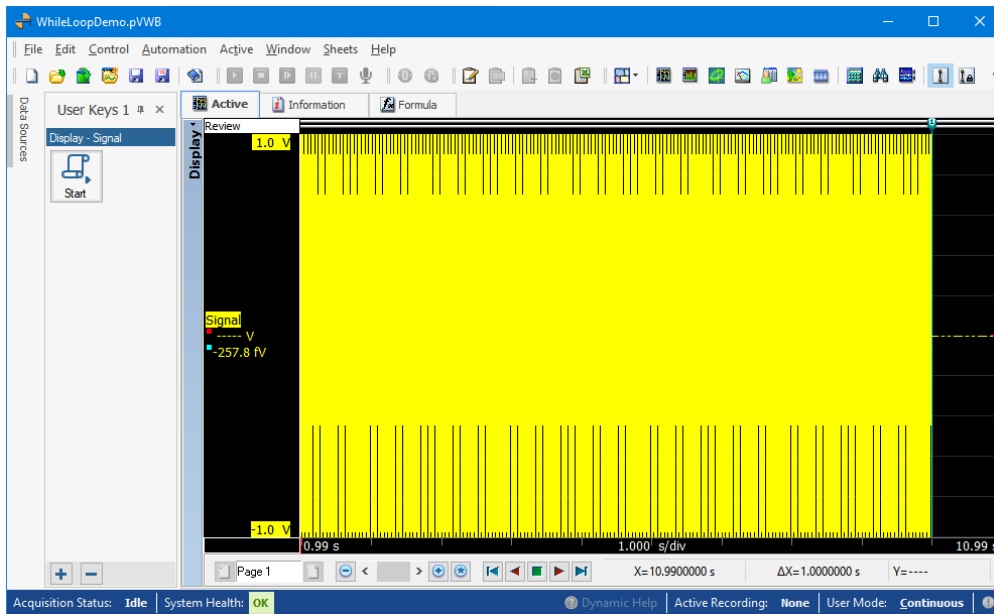 WhileLoopDemo.pVWB
File Edit Control Automation Active Window Sheets Help
Data Sources
User Keys 1
Display - Signal
Start
Active Information Formula
Display
Review
1
1.0 V
Signal
----- V
-257.8 fV
-1.0 V
0.99 s 1.000 s/div 10.99 s
Page 1 X=10.9900000 s ΔX=1.0000000 s Y=----
Acquisition Status: Idle System Health: OK Dynamic Help Active Recording: None User Mode: Continuous